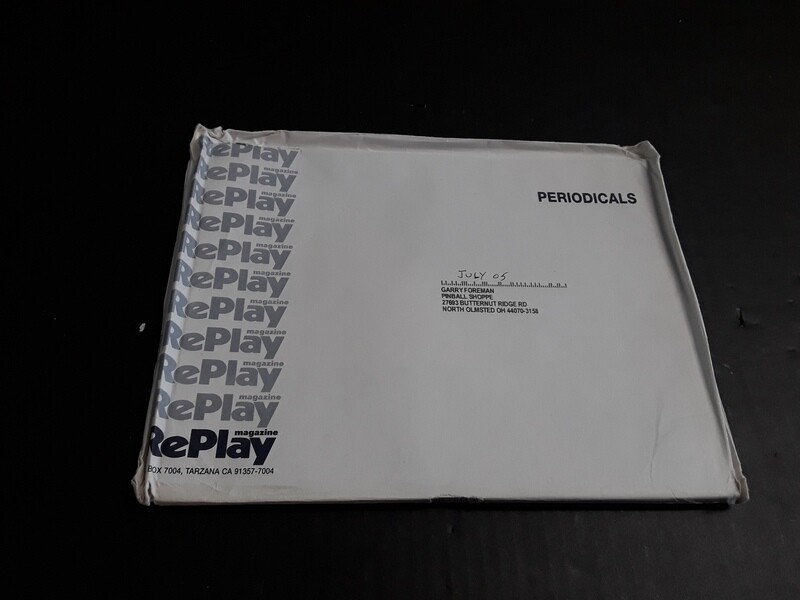 RePlay
magazine
RePlay
magazine
RePlay
magazine
RePlay
magazine
RePlay
magazine
RePlay
magazine
RePlay
magazine
RePlay
magazine
RePlay
magazine
RePlay
magazine
RePlay
BOX 7004, TARZANA CA 91357-7004
PERIODICALS
JULY 05
GARRY FOREMAN
PINBALL SHOPPE
27663 BUTTERNUT RIDGE RD
NORTH OLMSTED OH 44070-3158